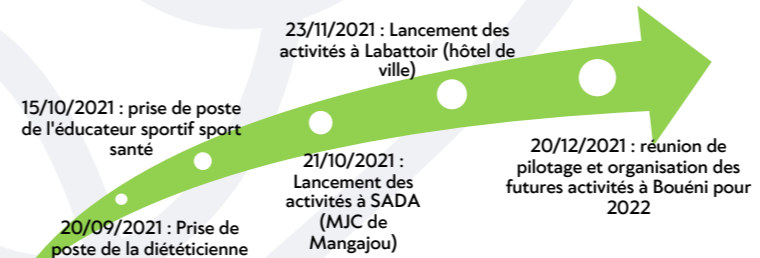 23/11/2021 : Lancement des
activités à Labattoir (hôtel de
ville)
15/10/2021 : prise de poste
de l'éducateur sportif sport
santé
21/10/2021 :
Lancement des
activités à SADA
(MJC de
Mangajou)
20/12/2021 : réunion de
pilotage et organisation des
futures activités à Bouéni pour
2022
20/09/2021 : Prise de
poste de la diététicienne